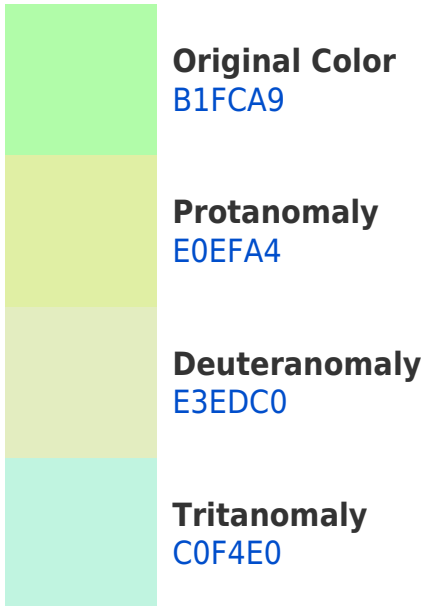 Original Color
B1FCA9
Protanomaly
E0EFA4
Deuteranomaly
E3EDC0
Tritanomaly
C0F4E0